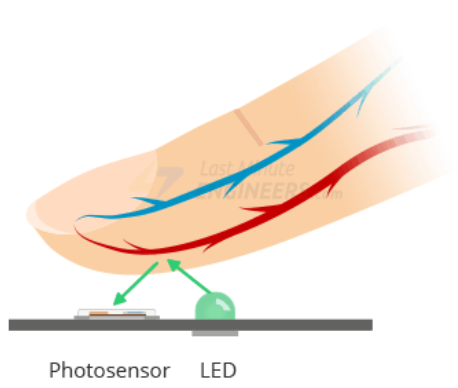 Last Minute
ENGINEERS.com
Photosensor LED